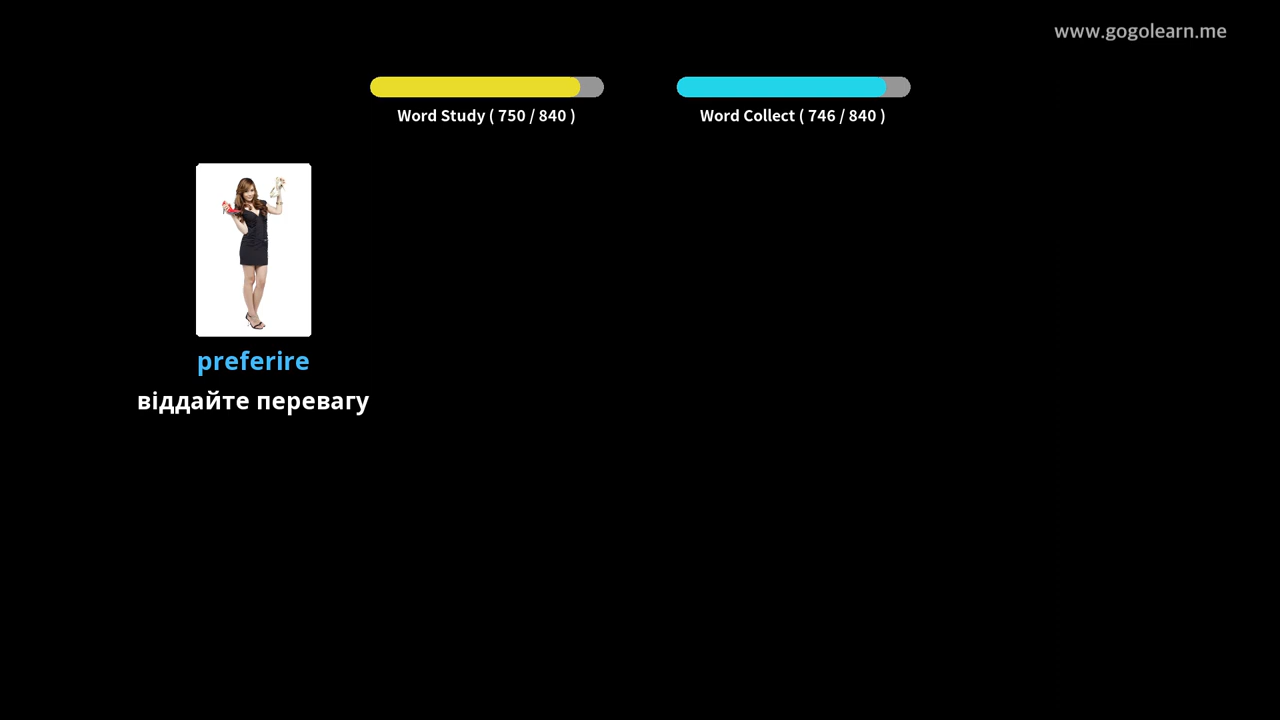 www.gogolearn.me
Word Study ( 750 / 840 )
Word Collect ( 746 / 840 )
preferire
віддайте перевагу